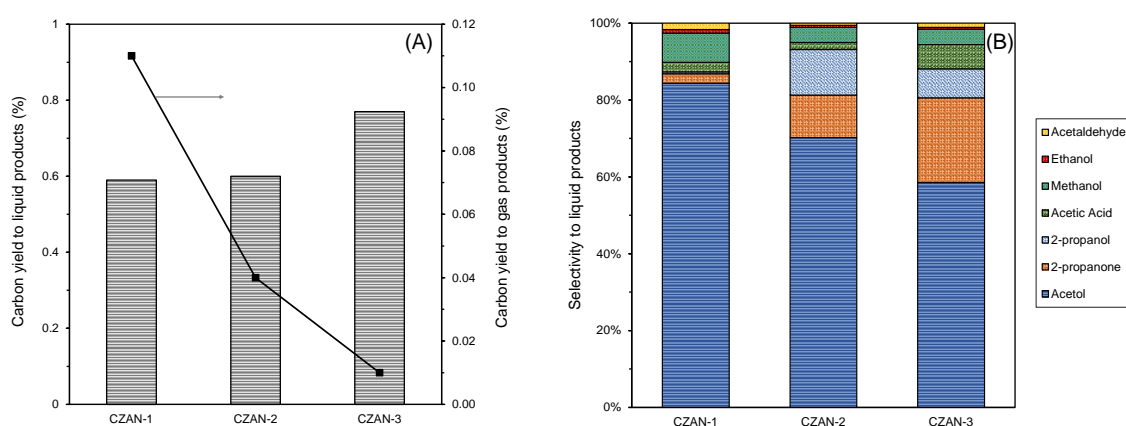 (A)
Carbon yield to liquid products (%)
1
0.8
0.6
0.4
0.2
0
Carbon yield to gas products (%)
0.12
0.10
0.08
0.06
0.04
0.02
0.00
CZAN-1 CZAN-2 CZAN-3
(B)
Selectivity to liquid products
100%
80%
60%
40%
20%
0%
CZAN-1 CZAN-2 CZAN-3
Acetaldehyde
Ethanol
Methanol
Acetic Acid
2-propanol
2-propanone
Acetol